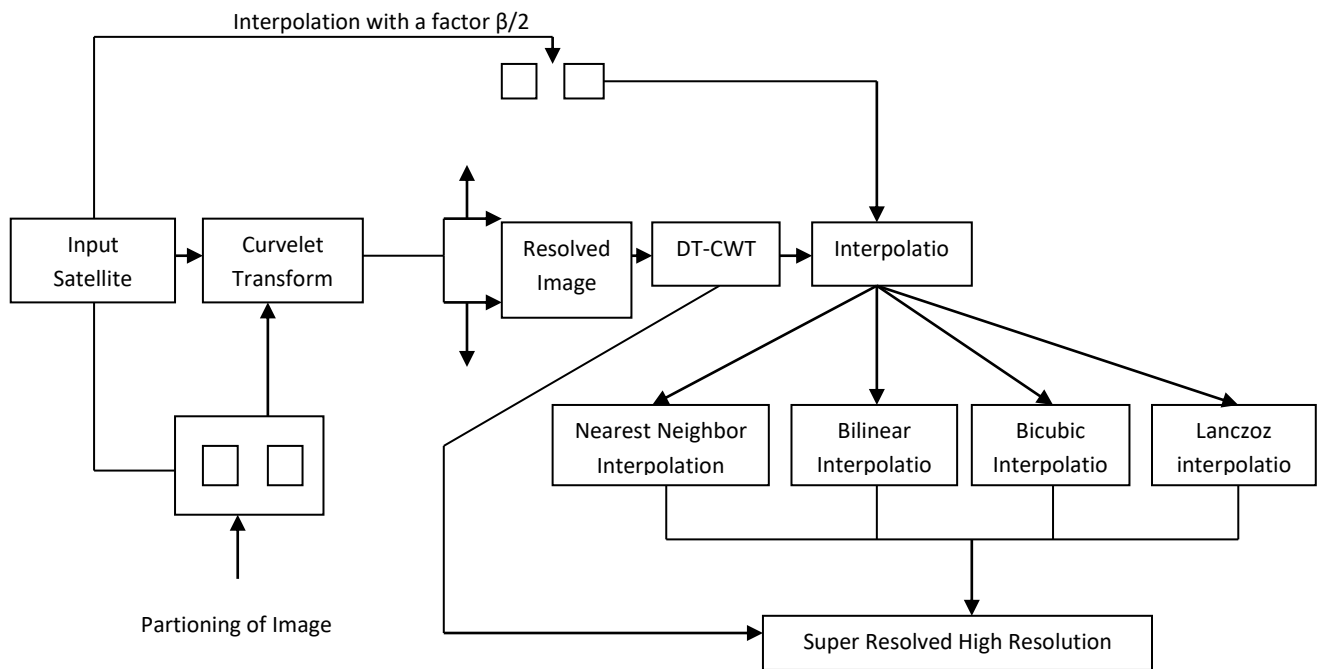 Interpolation with a factor β/2
Input
Satellite
Curvelet
Transform
Resolved
Image
DT-CWT
Interpolatio
Nearest Neighbor
Interpolation
Bilinear
Interpolatio
Bicubic
Interpolatio
Lanczoz
interpolatio
Partioning of Image
Super Resolved High Resolution